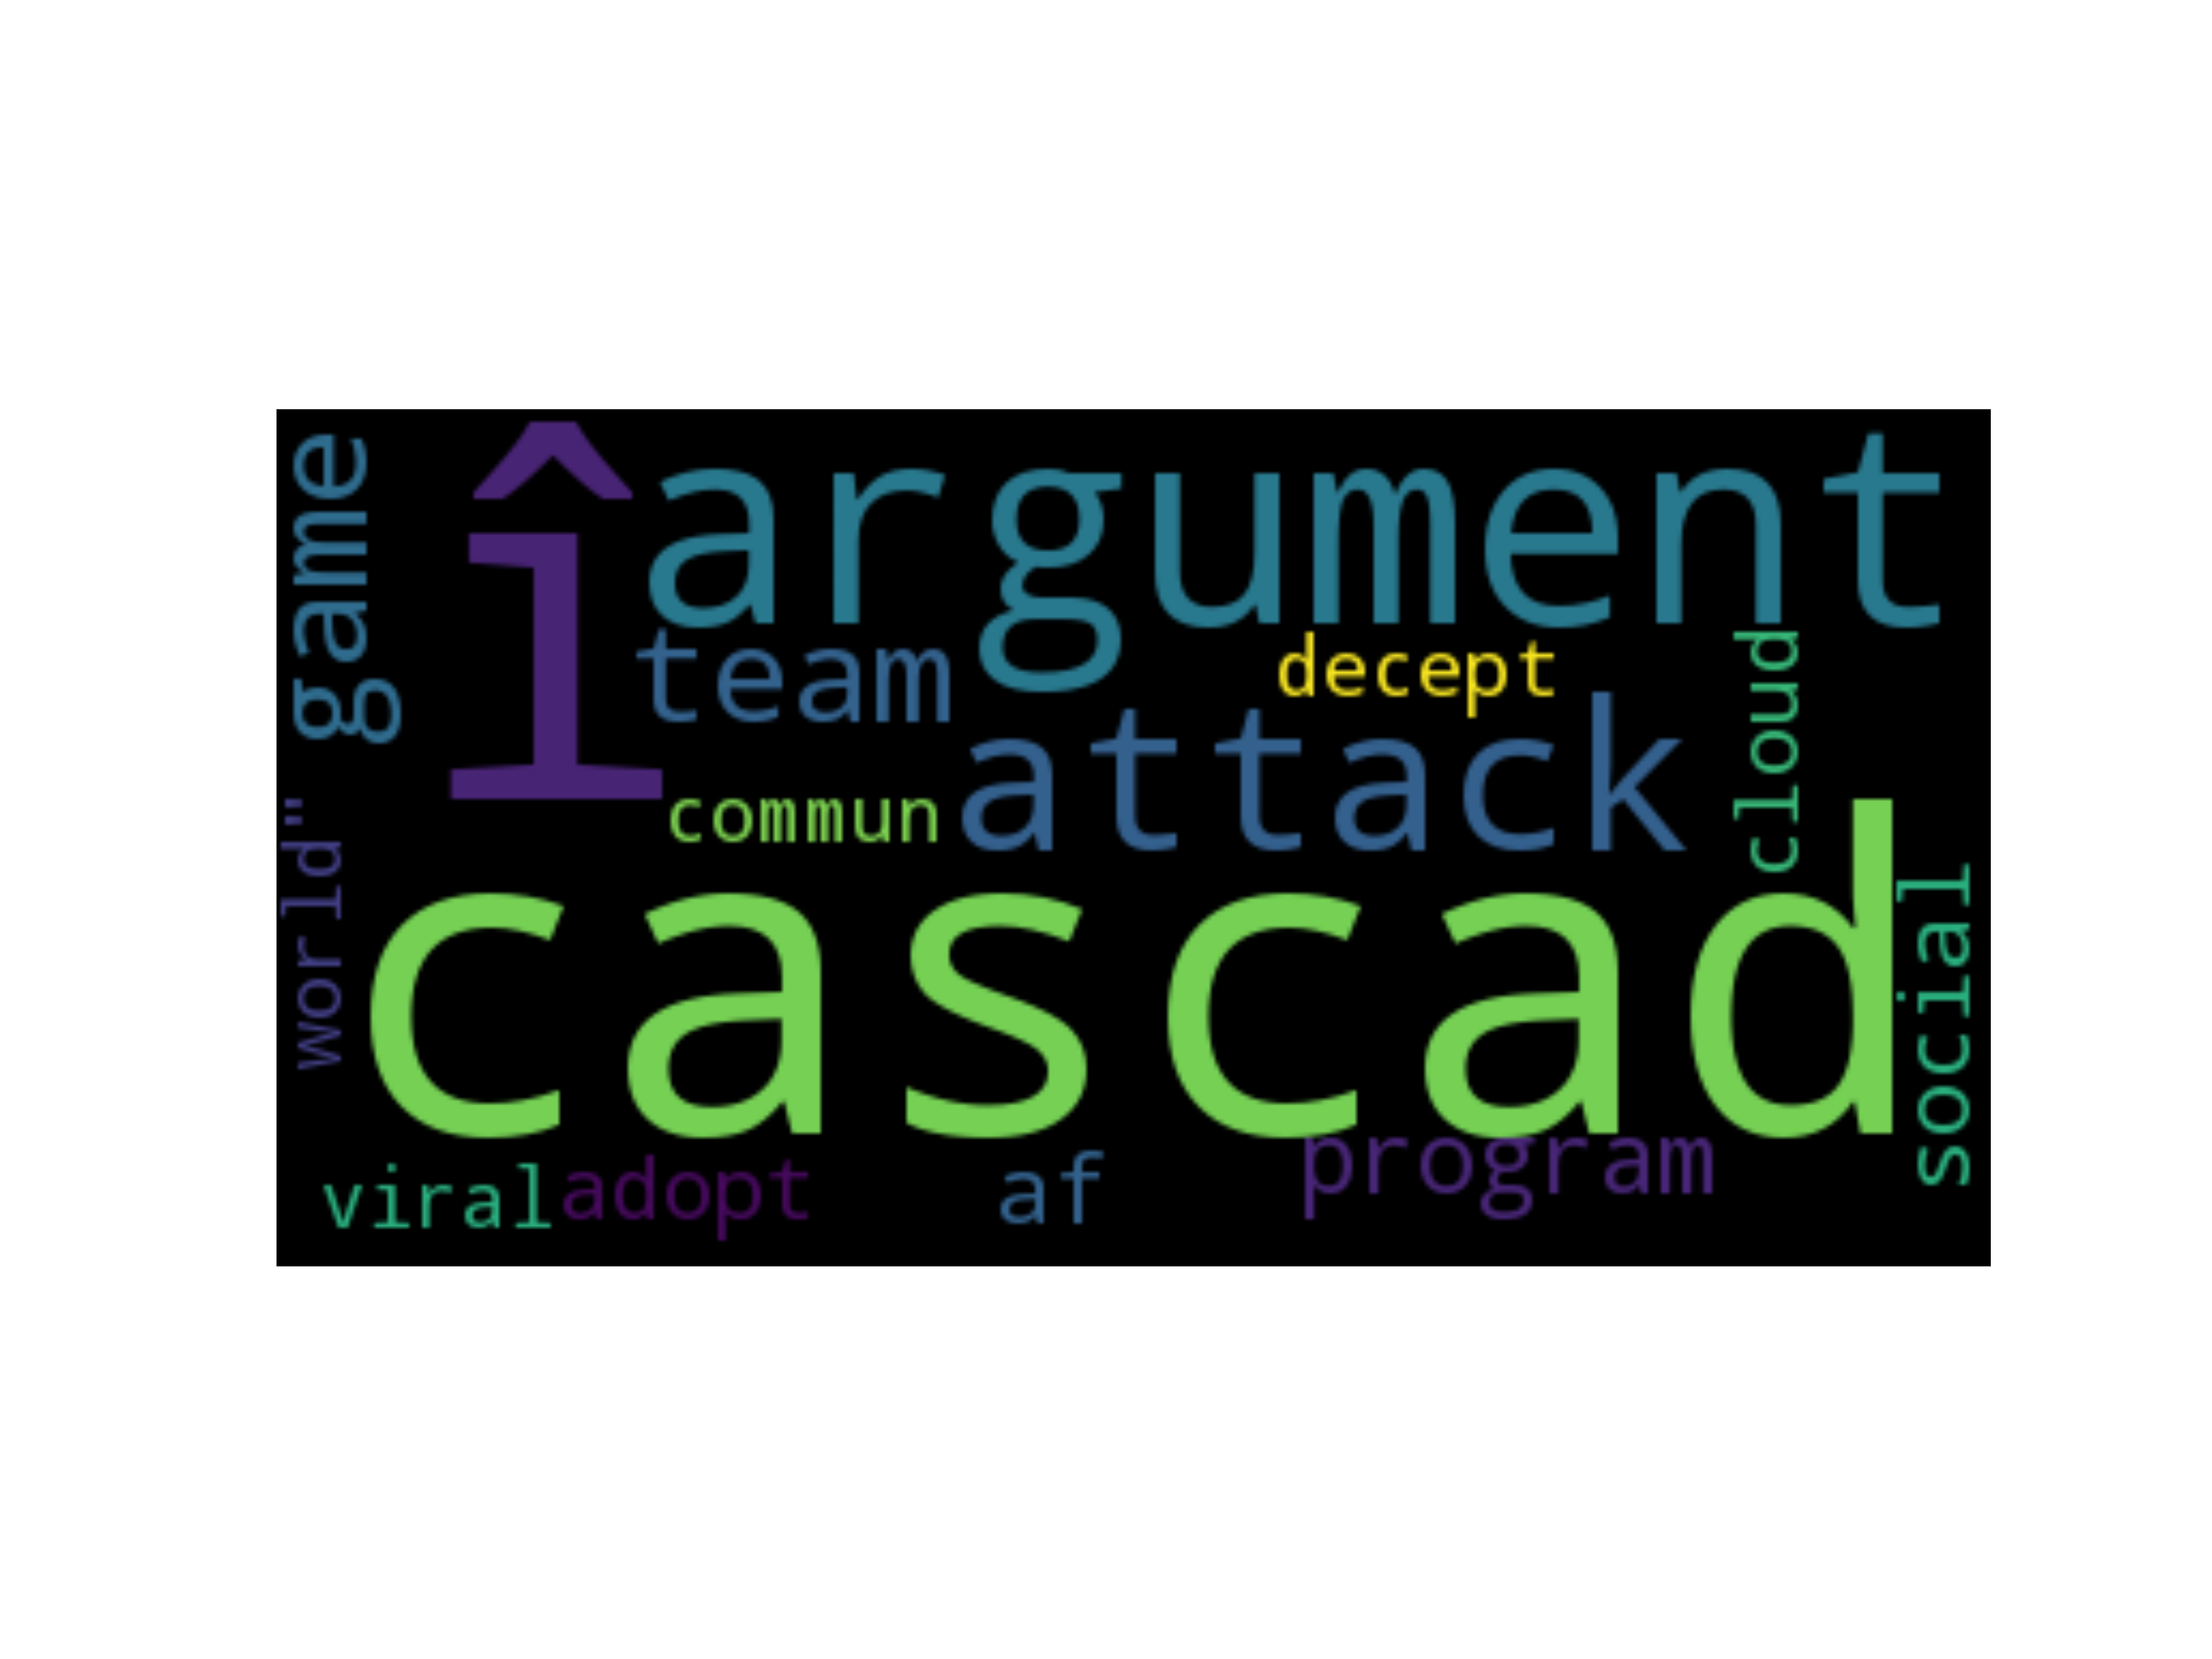 game
î
argument
team
decept
cloud
attack
commun
world"
cascad
social
viral
adopt
af
program